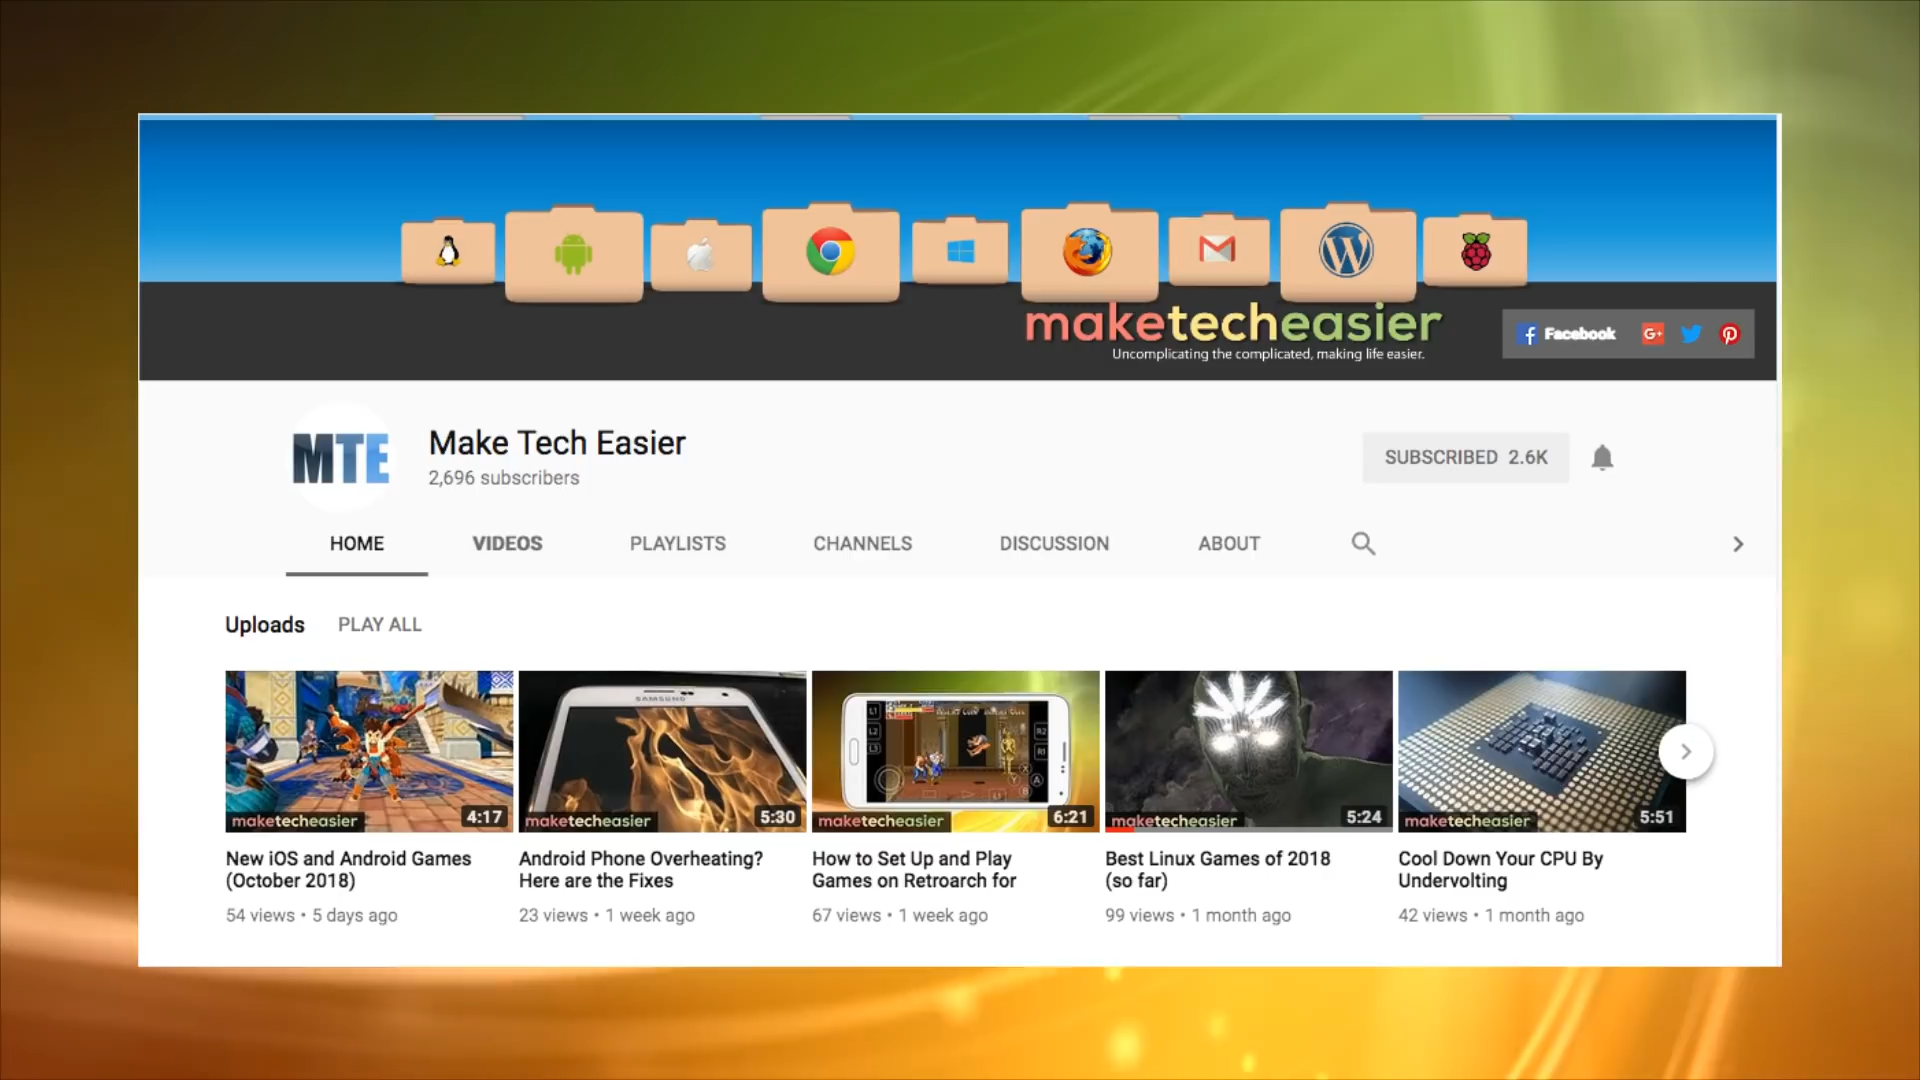 maketecheasier
Uncomplicating the complicated, making life easier.
Facebook
MTE
Make Tech Easier
2,696 subscribers
SUBSCRIBED 2.6K
HOME VIDEOS PLAYLISTS CHANNELS DISCUSSION ABOUT
Uploads PLAY ALL
SAMSUNG
maketecheasier 4:17
maketecheasier 5:30
maketecheasier 6:21
maketecheasier 5:24
maketecheasier 5:51
New iOS and Android Games
(October 2018)
54 views • 5 days ago
Android Phone Overheating?
Here are the Fixes
23 views • 1 week ago
How to Set Up and Play
Games on Retroarch for
67 views • 1 week ago
Best Linux Games of 2018
(so far)
99 views • 1 month ago
Cool Down Your CPU By
Undervolting
42 views • 1 month ago